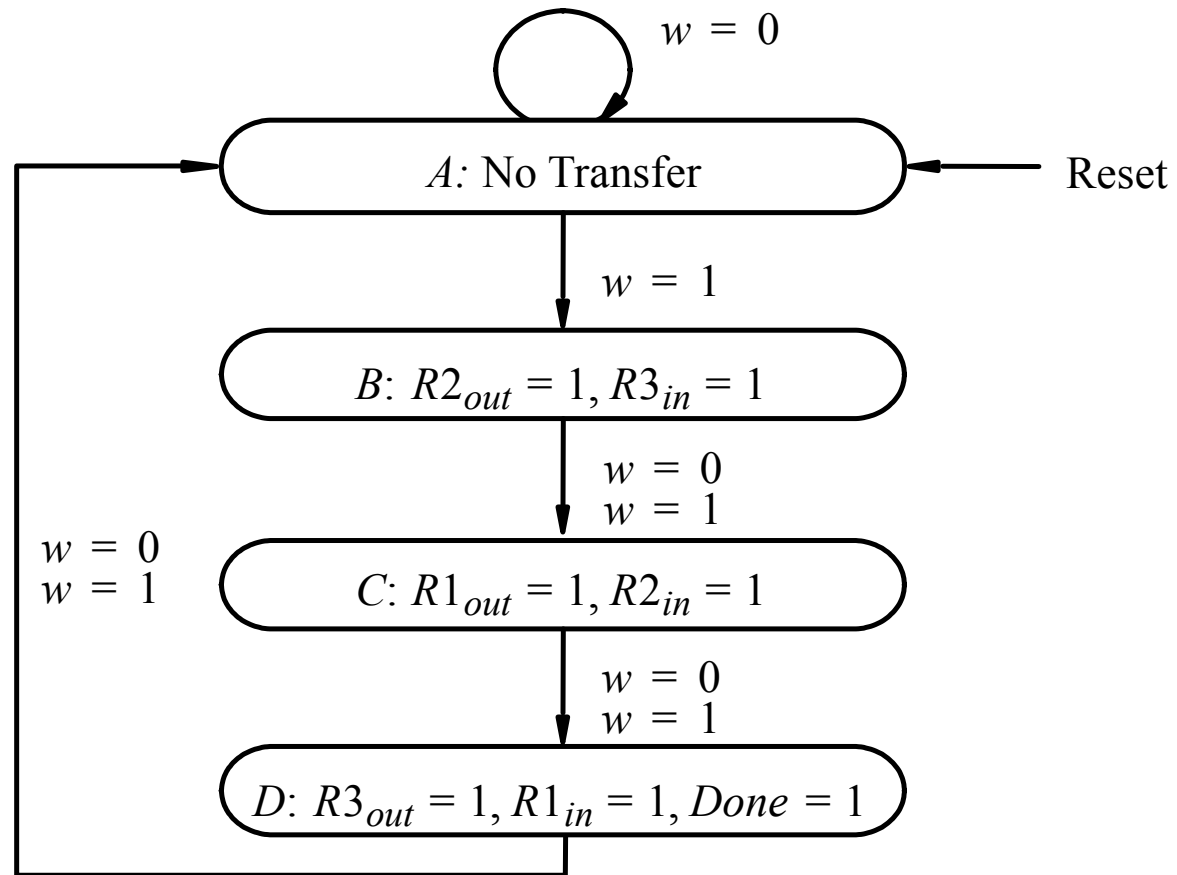 w = 0
A: No Transfer
Reset
w = 1
B: R2out = 1, R3in = 1
w = 0
w = 1
w = 0
w = 1
C: R1out = 1, R2in = 1
w = 0
w = 1
D: R3out = 1, R1in = 1, Done = 1